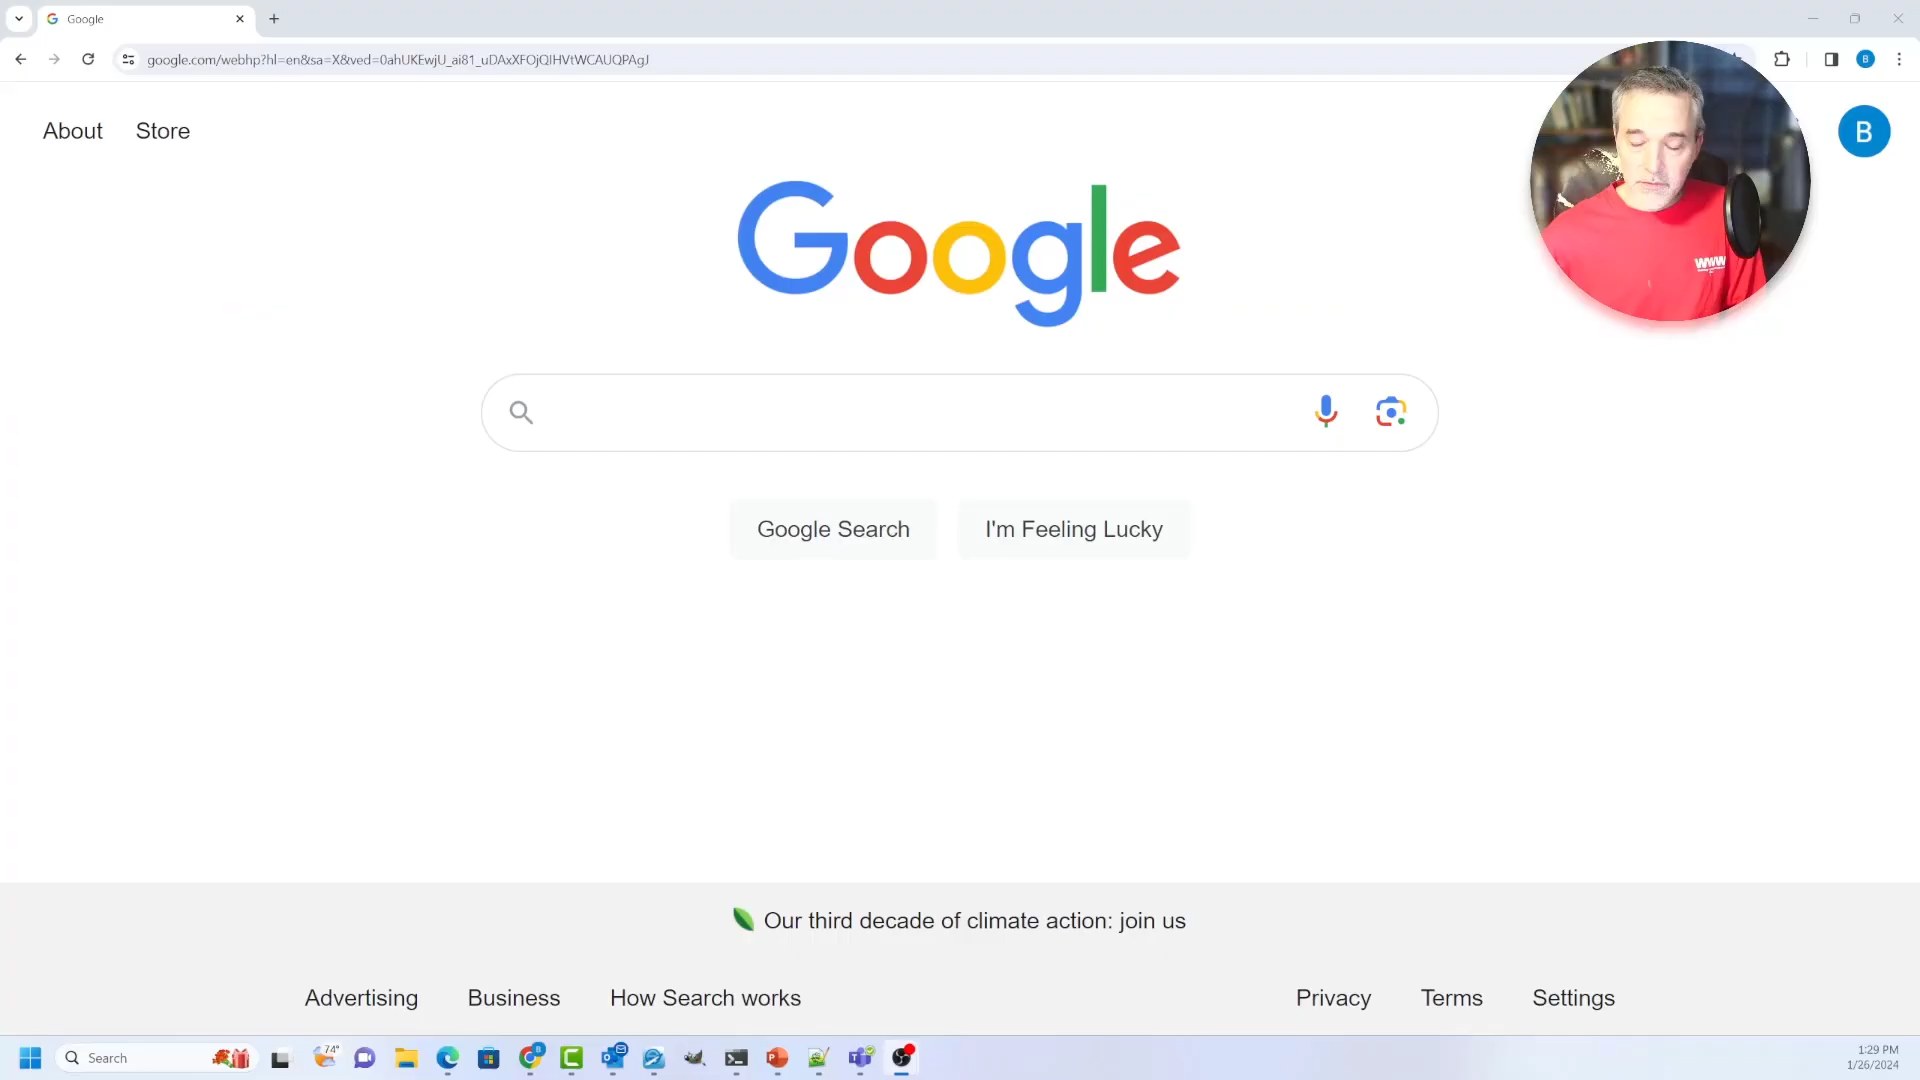 Google
google.com/webhp?hl=en&sa=X&ved=0ahUKEwjU_ai81_uDAxXFOjQIHVtWCAUQPAgJ
B
About Store
B
Google
WWW
Google Search I'm Feeling Lucky
Our third decade of climate action: join us
Advertising Business How Search works Privacy Terms Settings
Search
74°
1:29 PM
1/26/2024